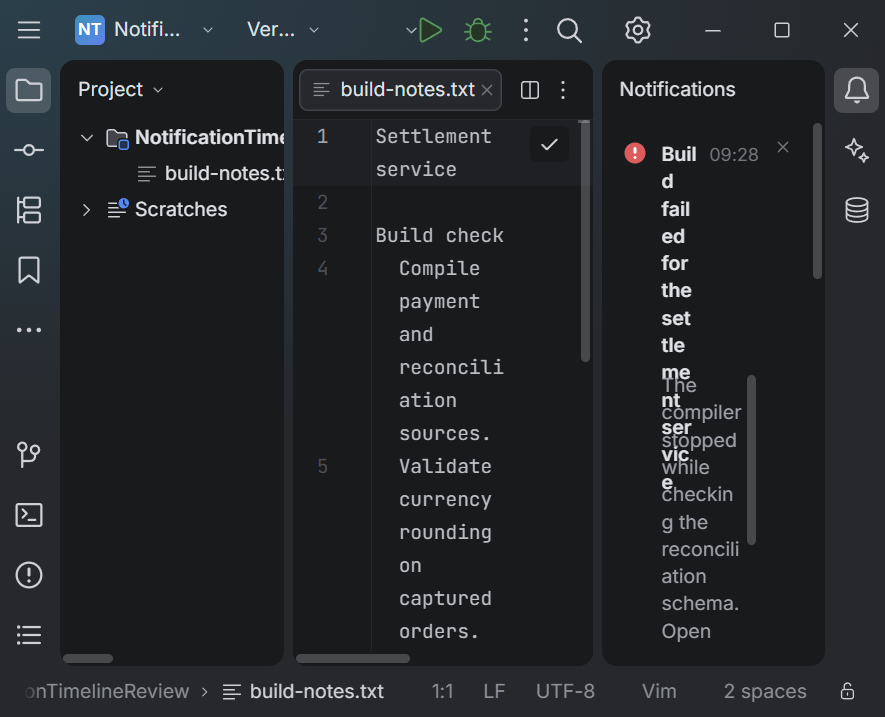 NT Notifi... Ver...
Project
NotificationTime
build-notes.t
Scratches
build-notes.txt
1 Settlement
service
2
3 Build check
4 Compile
payment
and
reconcili
ation
sources.
5 Validate
currency
rounding
on
captured
orders.
Notifications
Buil 09:28
d
fail
ed
for
the
set
tle
me
nt
ser
vic
e
The
compiler
stopped
while
checkin
g the
reconcili
ation
schema.
Open
onTimelineReview > build-notes.txt 1:1 LF UTF-8 Vim 2 spaces